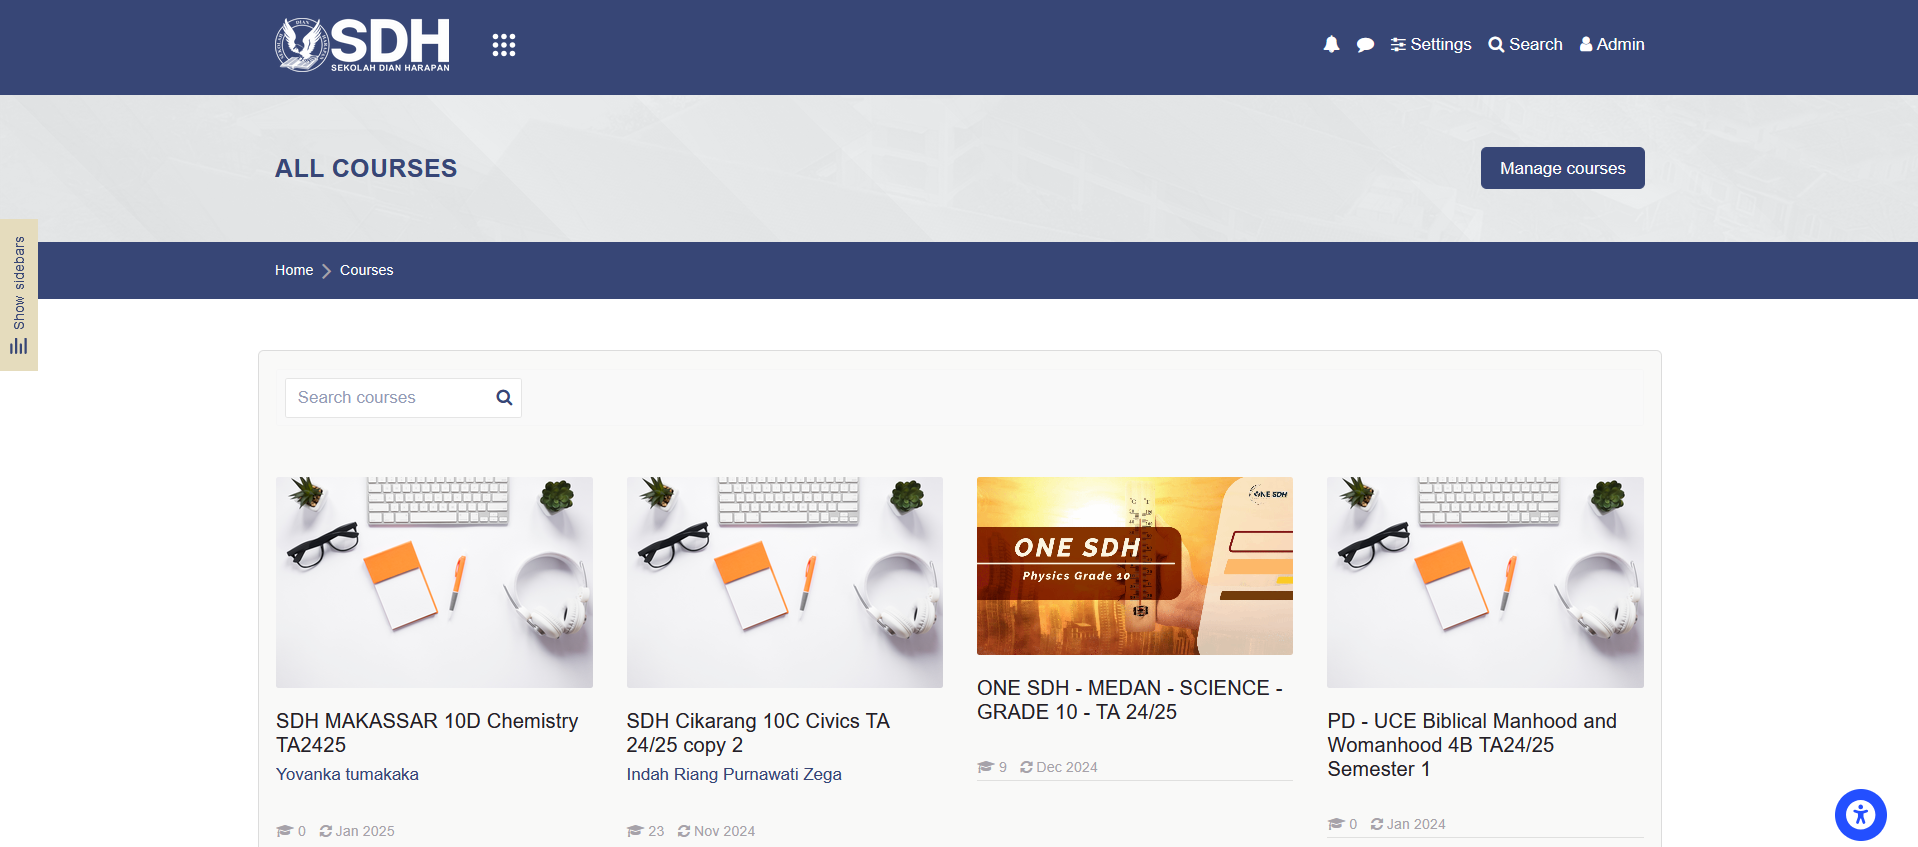 SDH
SEKOLAH DIAN HARAPAN
Settings
Search
Admin
ALL COURSES
Manage courses
Show sidebars
Home
Courses
Search courses
ONE SDH
ONE SDH
Physics Grade 10
SDH MAKASSAR 10D Chemistry
TA2425
Yovanka tumakaka
0
Jan 2025
SDH Cikarang 10C Civics TA
24/25 copy 2
Indah Riang Purnawati Zega
23
Nov 2024
ONE SDH - MEDAN - SCIENCE -
GRADE 10 - TA 24/25
9
Dec 2024
PD - UCE Biblical Manhood and
Womanhood 4B TA24/25
Semester 1
0
Jan 2024